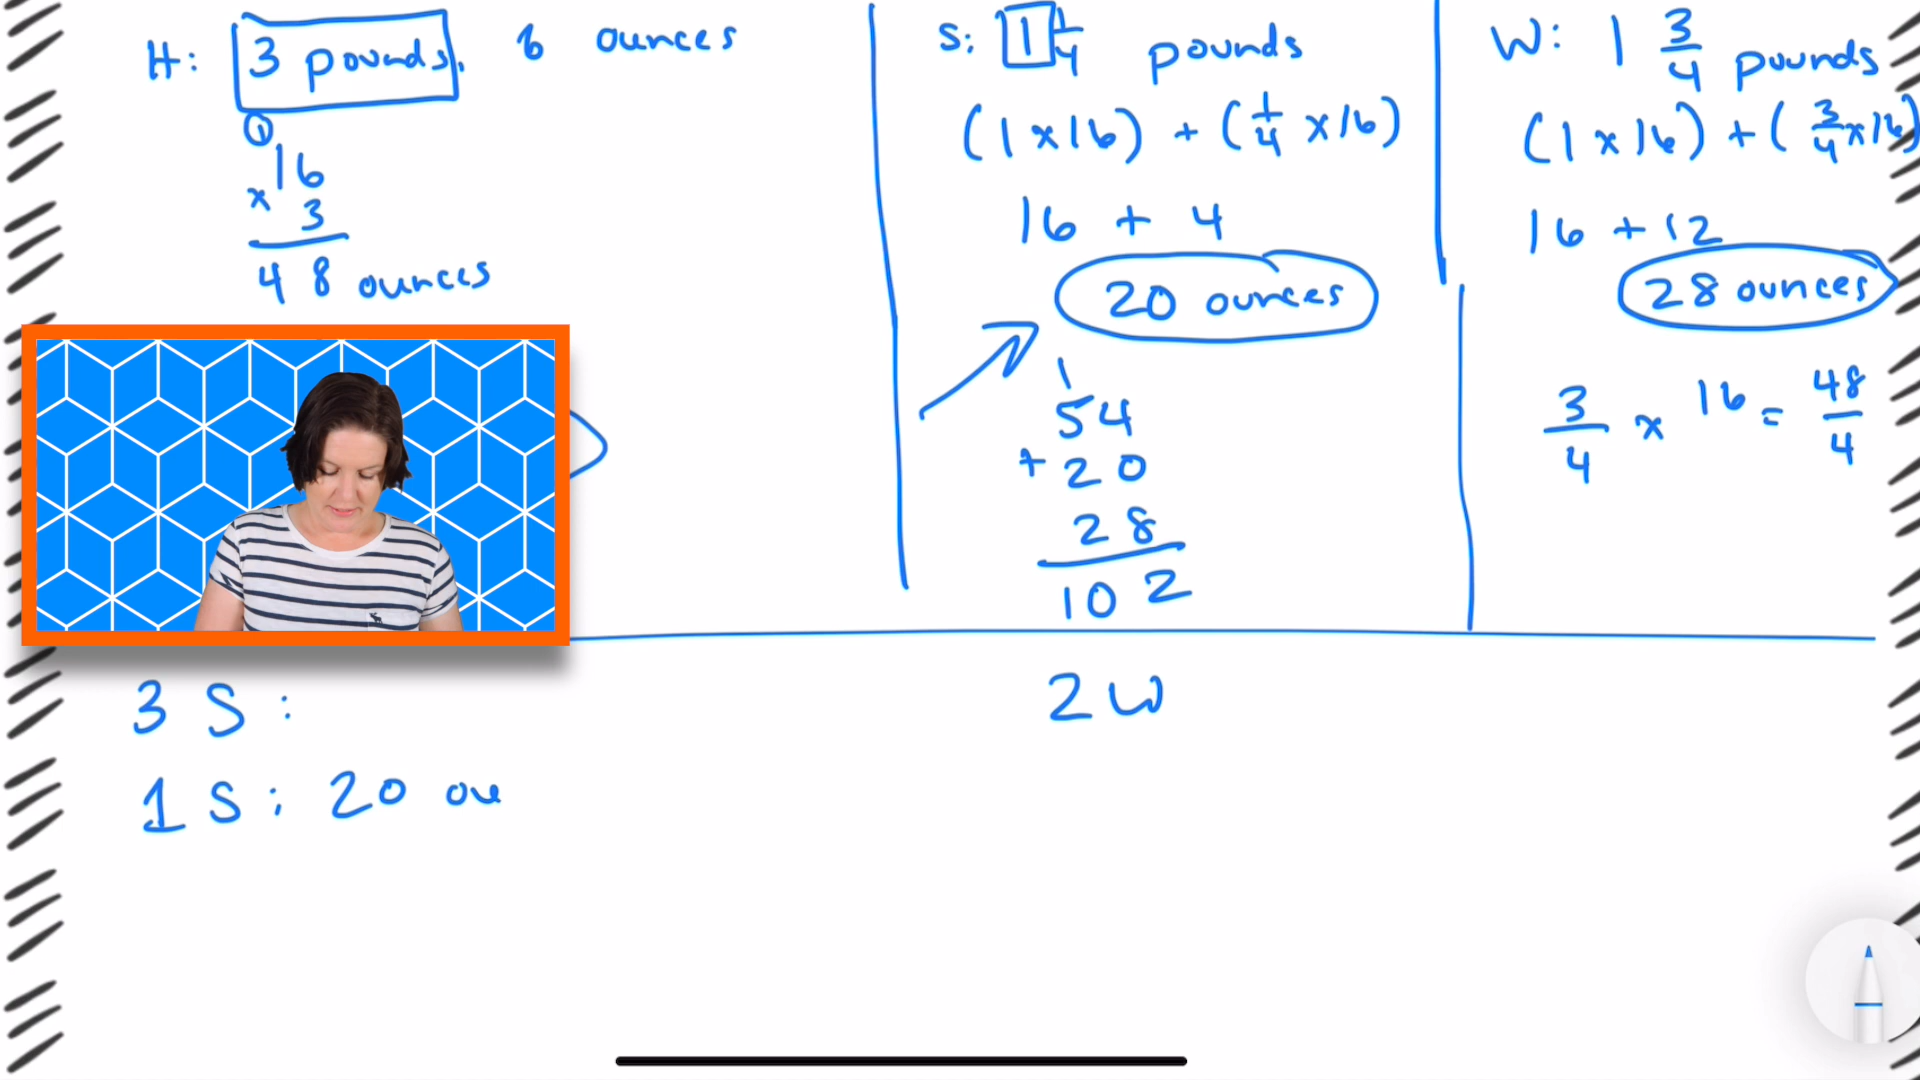 H: 3 pounds, 6 ounces
1
16
x 3
48 ounces
S: 1 1/4 pounds
(1 x 16) + (1/4 x 16)
16 + 4
20 ounces
1
54
+ 20
28
102
W: 1 3/4 pounds
(1 x 16) + (3/4 x 16)
16 + 12
28 ounces
3/4 x 16 = 48/4
3 S :
1 S : 20 ou
2 W